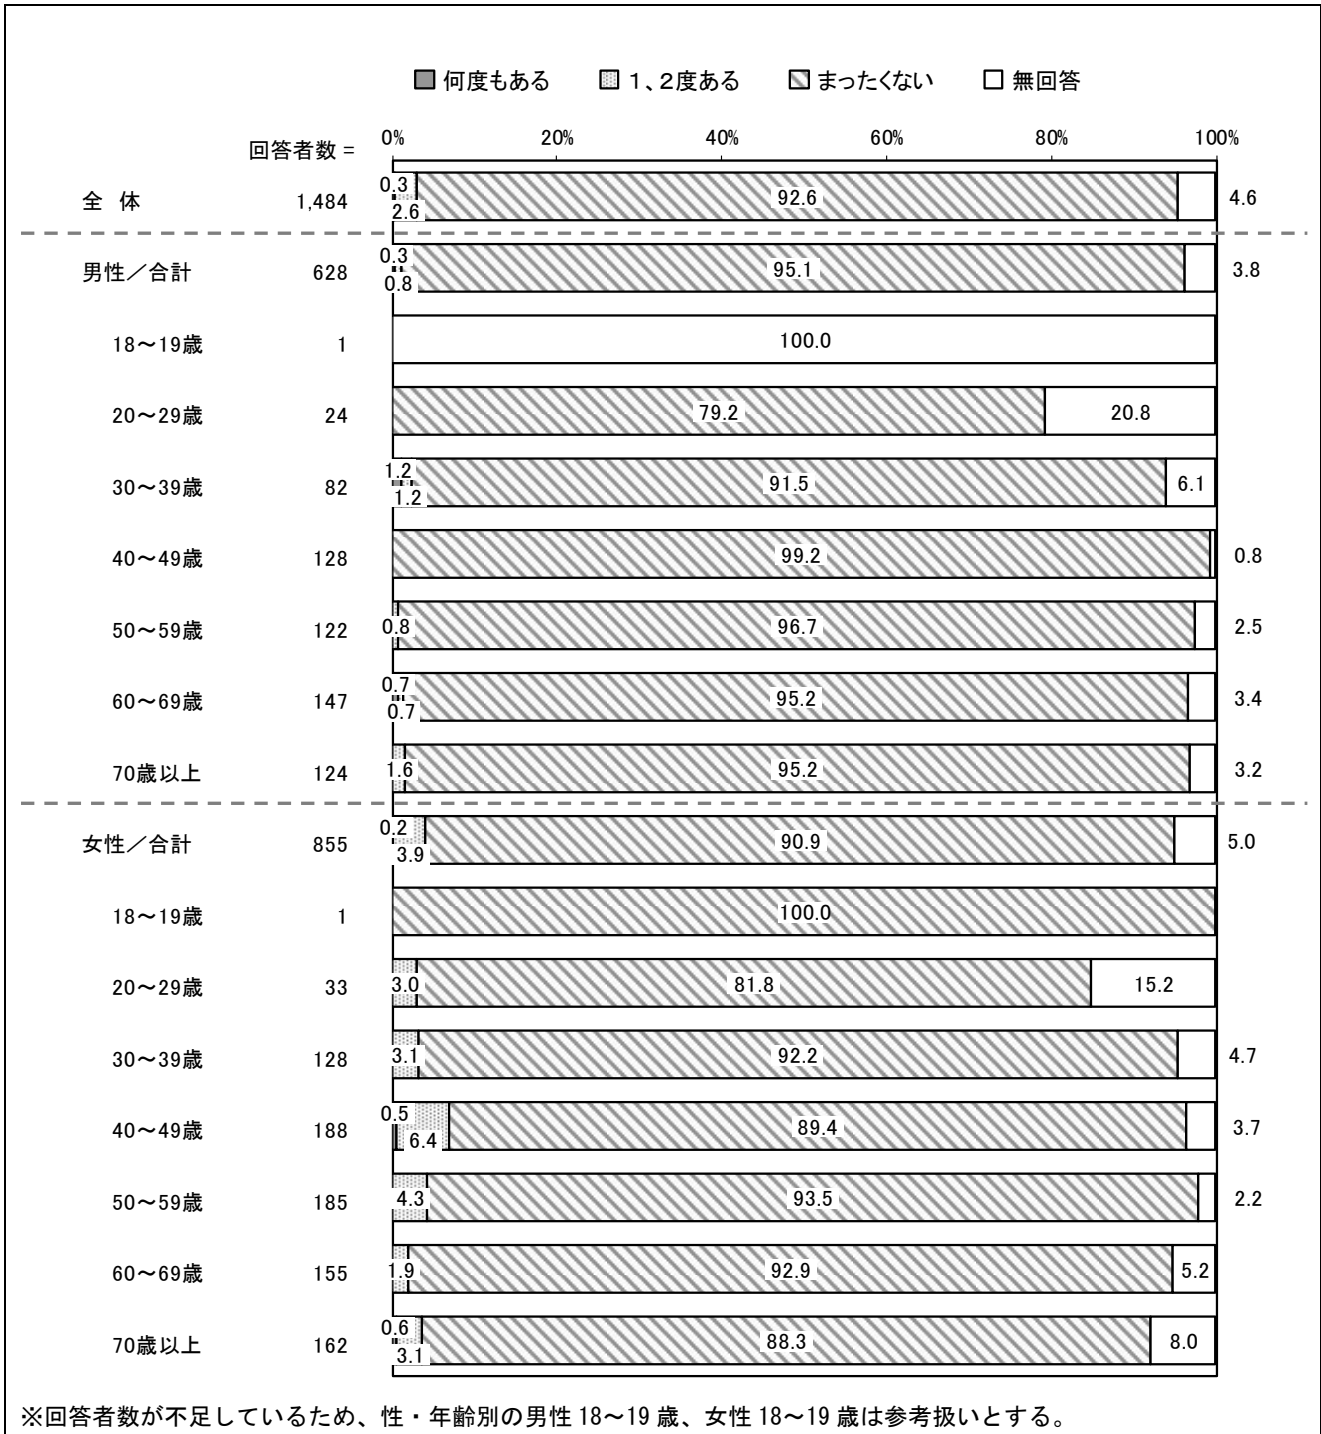 何度もある １、２度ある まったくない 無回答
回答者数 = 0% 20% 40% 60% 80% 100%
全 体 1,484 0.3 2.6 92.6 4.6
男性／合計 628 0.3 0.8 95.1 3.8
18～19歳 1 100.0
20～29歳 24 79.2 20.8
30～39歳 82 1.2 1.2 91.5 6.1
40～49歳 128 99.2 0.8
50～59歳 122 0.8 96.7 2.5
60～69歳 147 0.7 0.7 95.2 3.4
70歳以上 124 1.6 95.2 3.2
女性／合計 855 0.2 3.9 90.9 5.0
18～19歳 1 100.0
20～29歳 33 3.0 81.8 15.2
30～39歳 128 3.1 92.2 4.7
40～49歳 188 0.5 6.4 89.4 3.7
50～59歳 185 4.3 93.5 2.2
60～69歳 155 1.9 92.9 5.2
70歳以上 162 0.6 3.1 88.3 8.0
※回答者数が不足しているため、性・年齢別の男性 18～19 歳、女性 18～19 歳は参考扱いとする。